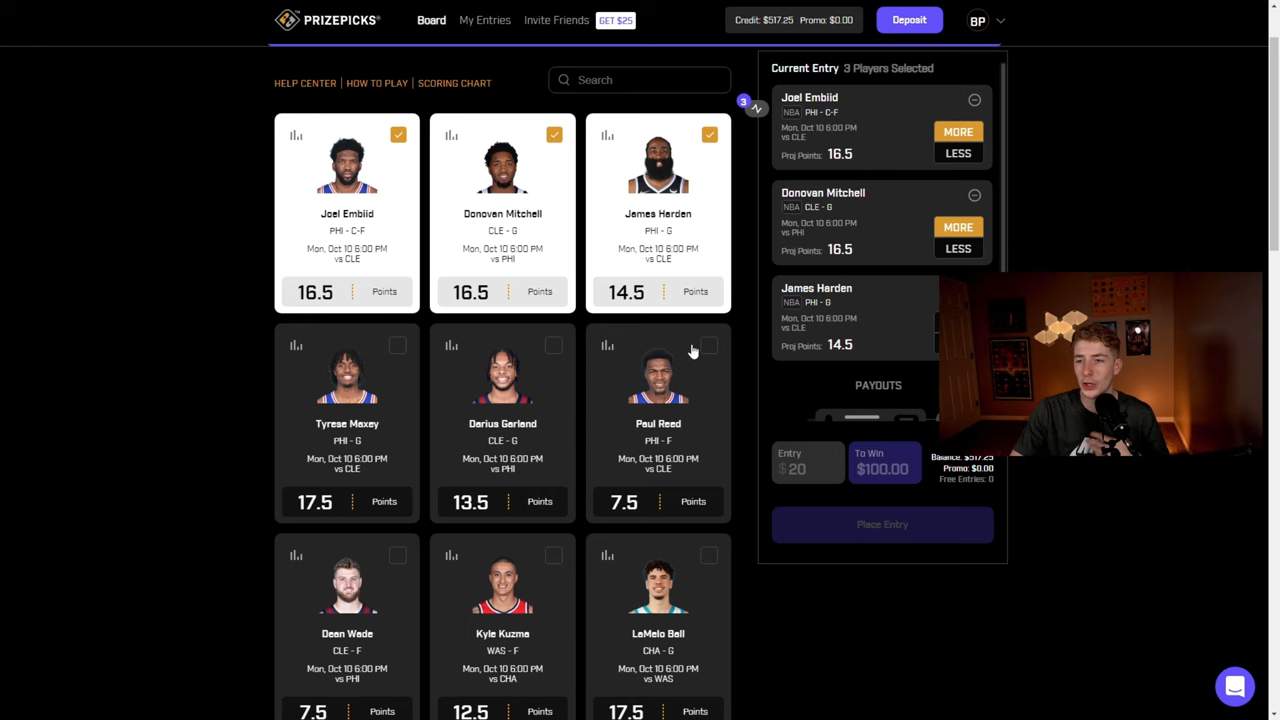 PRIZEPICKS
Board
My Entries
Invite Friends GET $25
Credit: $517.25 Promo: $0.00
Deposit
BP
HELP CENTER | HOW TO PLAY | SCORING CHART
Search
Joel Embiid
PHI - C-F
Mon, Oct 10 6:00 PM
vs CLE
16.5 Points
Donovan Mitchell
CLE - G
Mon, Oct 10 6:00 PM
vs PHI
16.5 Points
James Harden
PHI - G
Mon, Oct 10 6:00 PM
vs CLE
14.5 Points
Tyrese Maxey
PHI - G
Mon, Oct 10 6:00 PM
vs CLE
17.5 Points
Darius Garland
CLE - G
Mon, Oct 10 6:00 PM
vs PHI
13.5 Points
Paul Reed
PHI - F
Mon, Oct 10 6:00 PM
vs CLE
7.5 Points
Dean Wade
CLE - F
Mon, Oct 10 6:00 PM
vs PHI
7.5 Points
Kyle Kuzma
WAS - F
Mon, Oct 10 6:00 PM
vs CHA
12.5 Points
LaMelo Ball
CHA - G
Mon, Oct 10 6:00 PM
vs WAS
17.5 Points
Current Entry 3 Players Selected
3
Joel Embiid
NBA PHI - C-F
Mon, Oct 10 6:00 PM
vs CLE
Proj Points: 16.5
MORE
LESS
Donovan Mitchell
NBA CLE - G
Mon, Oct 10 6:00 PM
vs PHI
Proj Points: 16.5
MORE
LESS
James Harden
NBA PHI - G
Mon, Oct 10 6:00 PM
vs CLE
Proj Points: 14.5
PAYOUTS
Entry
$ 20
To Win
$100.00
Balance: $517.25
Promo: $0.00
Free Entries: 0
Place Entry